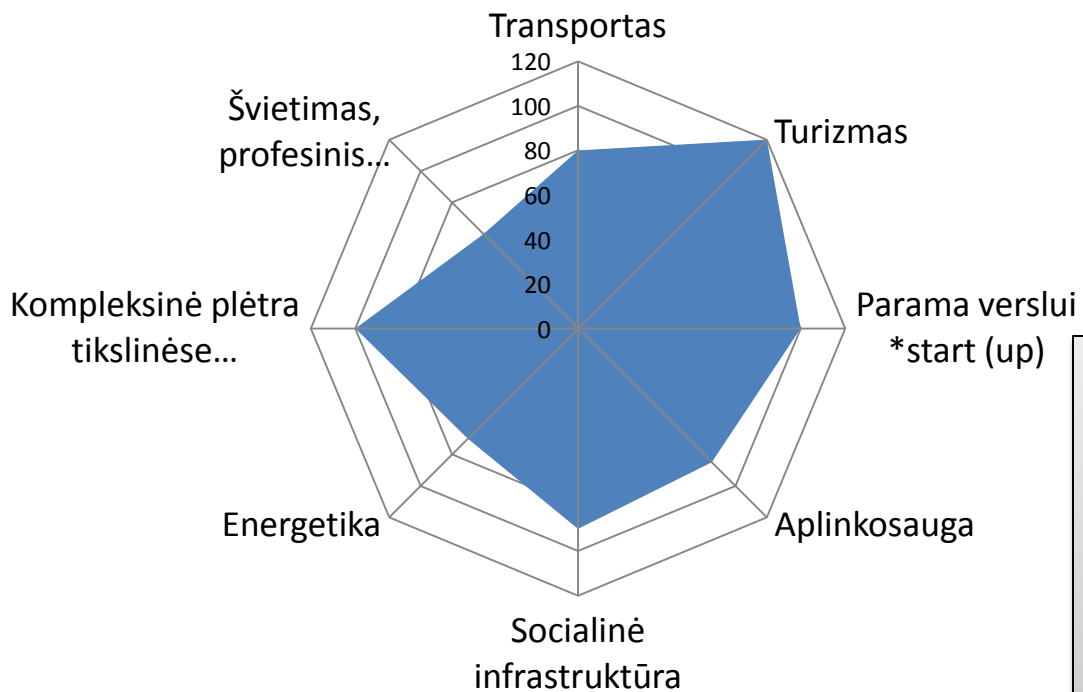 Transportas
120
100
80
60
40
20
0
Turizmas
Parama verslui
*start (up)
Aplinkosauga
Socialinė
infrastruktūra
Energetika
Kompleksinė plėtra
tikslinėse...
Švietimas,
profesinis...